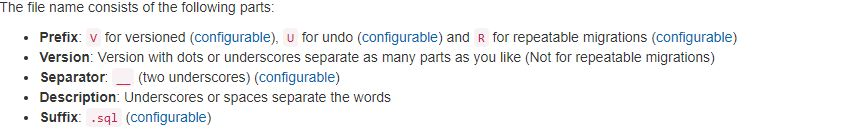 The file name consists of the following parts:
• Prefix: V for versioned (configurable), U for undo (configurable) and R for repeatable migrations (configurable)
• Version: Version with dots or underscores separate as many parts as you like (Not for repeatable migrations)
• Separator: __ (two underscores) (configurable)
• Description: Underscores or spaces separate the words
• Suffix: .sql (configurable)